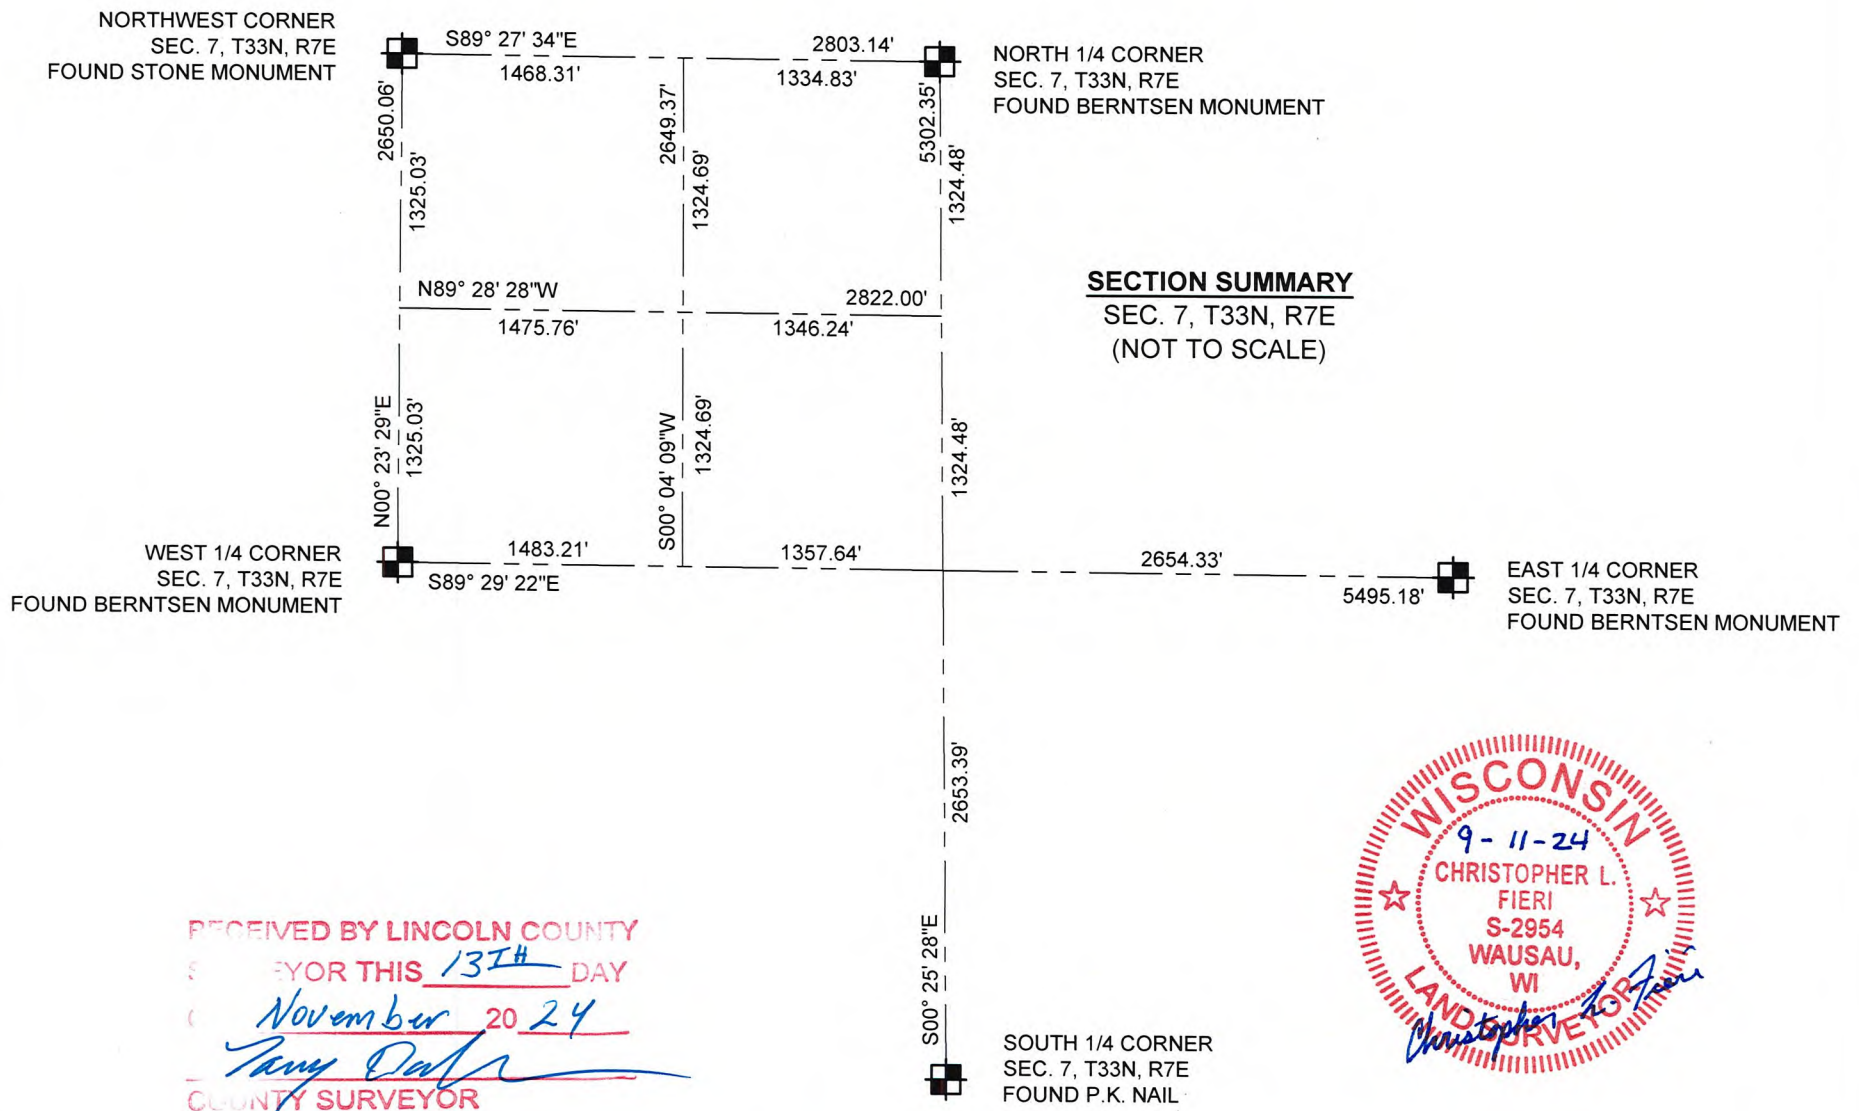 NORTHWEST CORNER
SEC. 7, T33N, R7E
FOUND STONE MONUMENT
S89° 27' 34"E
2803.14'
1468.31'
1334.83'
NORTH 1/4 CORNER
SEC. 7, T33N, R7E
FOUND BERNTSEN MONUMENT
2650.06'
1325.03'
2649.37'
1324.69'
5302.35'
1324.48'
SECTION SUMMARY
SEC. 7, T33N, R7E
(NOT TO SCALE)
N89° 28' 28"W
2822.00'
1475.76'
1346.24'
N00° 23' 29"E
1325.03'
S00° 04' 09"W
1324.69'
1324.48'
WEST 1/4 CORNER
SEC. 7, T33N, R7E
FOUND BERNTSEN MONUMENT
1483.21'
S89° 29' 22"E
1357.64'
2654.33'
5495.18'
EAST 1/4 CORNER
SEC. 7, T33N, R7E
FOUND BERNTSEN MONUMENT
2653.39'
S00° 25' 28"E
SOUTH 1/4 CORNER
SEC. 7, T33N, R7E
FOUND P.K. NAIL
WISCONSIN
9-11-24
CHRISTOPHER L.
FIERI
S-2954
WAUSAU,
WI
LAND SURVEYOR
Christopher L. Fieri
RECEIVED BY LINCOLN COUNTY
EYOR THIS 13TH DAY
November 20 24
COUNTY SURVEYOR